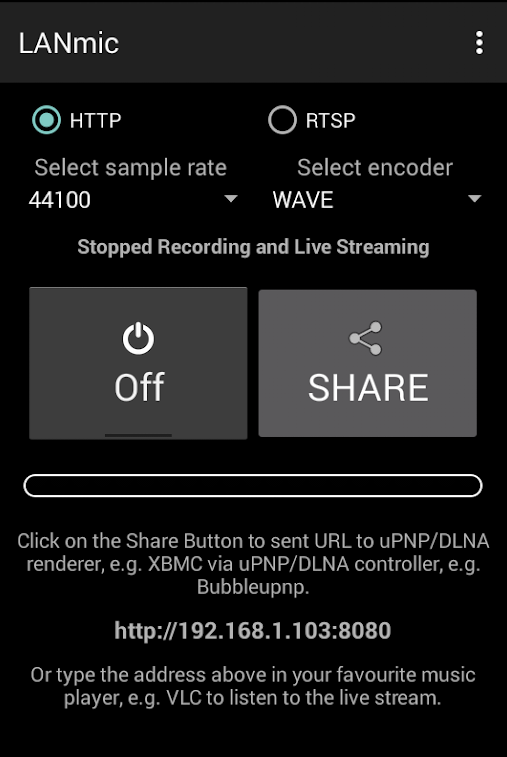 LANmic
HTTP
RTSP
Select sample rate
Select encoder
44100
WAVE
Stopped Recording and Live Streaming
Off
SHARE
Click on the Share Button to sent URL to uPNP/DLNA
renderer, e.g. XBMC via uPNP/DLNA controller, e.g.
Bubbleupnp.
http://192.168.1.103:8080
Or type the address above in your favourite music
player, e.g. VLC to listen to the live stream.